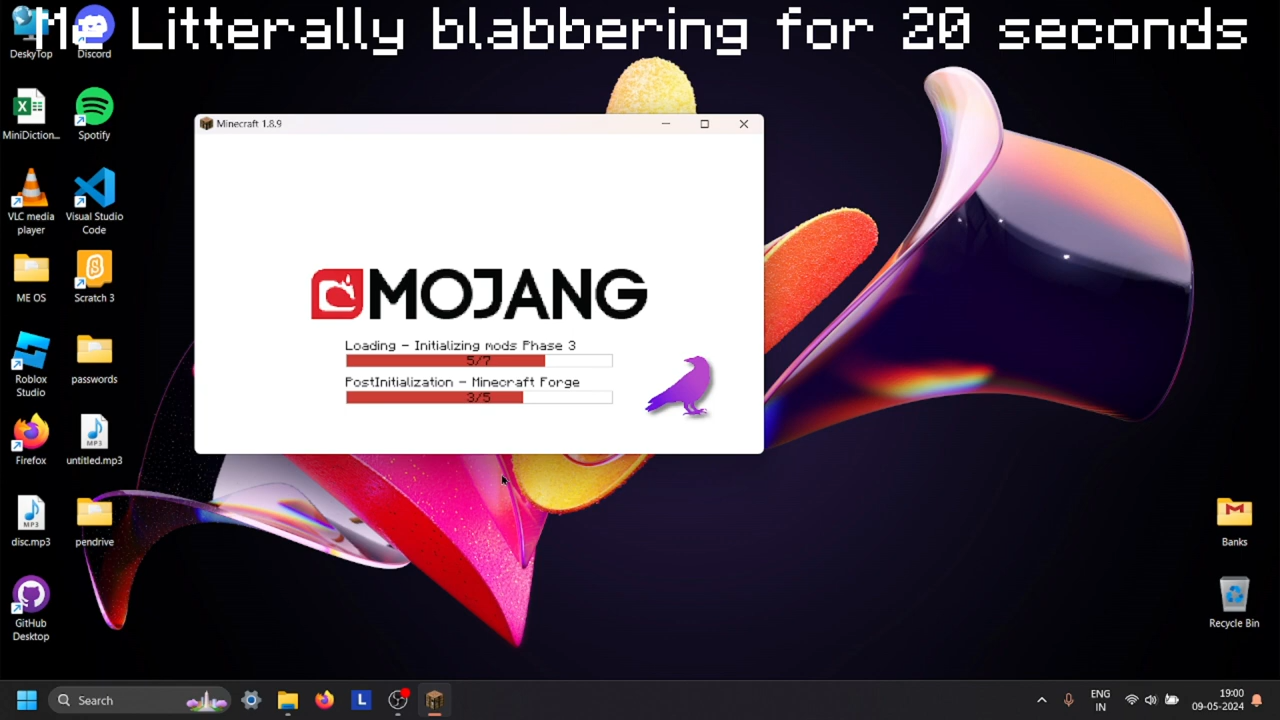 Me Litterally blabbering for 20 seconds
DeskyTop
Discord
MiniDiction...
Spotify
VLC media
player
Visual Studio
Code
ME OS
Scratch 3
Roblox
Studio
passwords
Firefox
MP3
untitled.mp3
MP3
disc.mp3
pendrive
GitHub
Desktop
Minecraft 1.8.9
MOJANG
Loading - Initializing mods Phase 3
5/7
PostInitialization - Minecraft Forge
3/5
Banks
Recycle Bin
Search
L
ENG
IN
19:00
09-05-2024